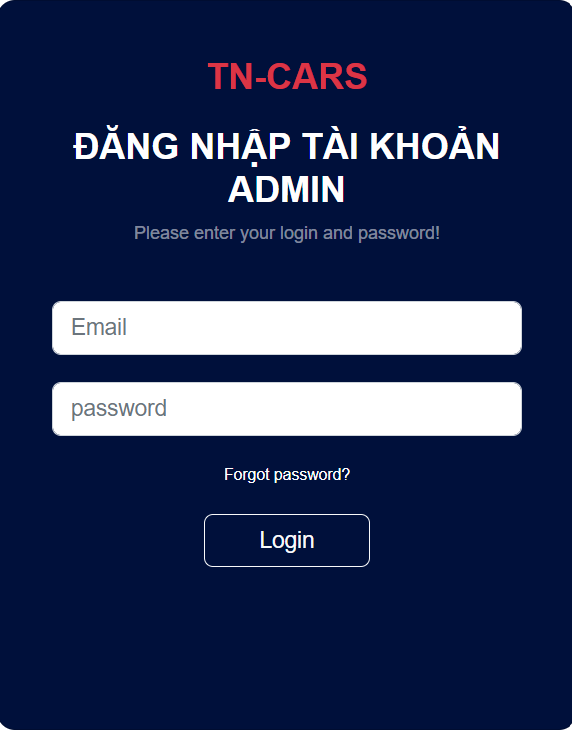 TN-CARS
ĐĂNG NHẬP TÀI KHOẢN
ADMIN
Please enter your login and password!
Email
password
Forgot password?
Login